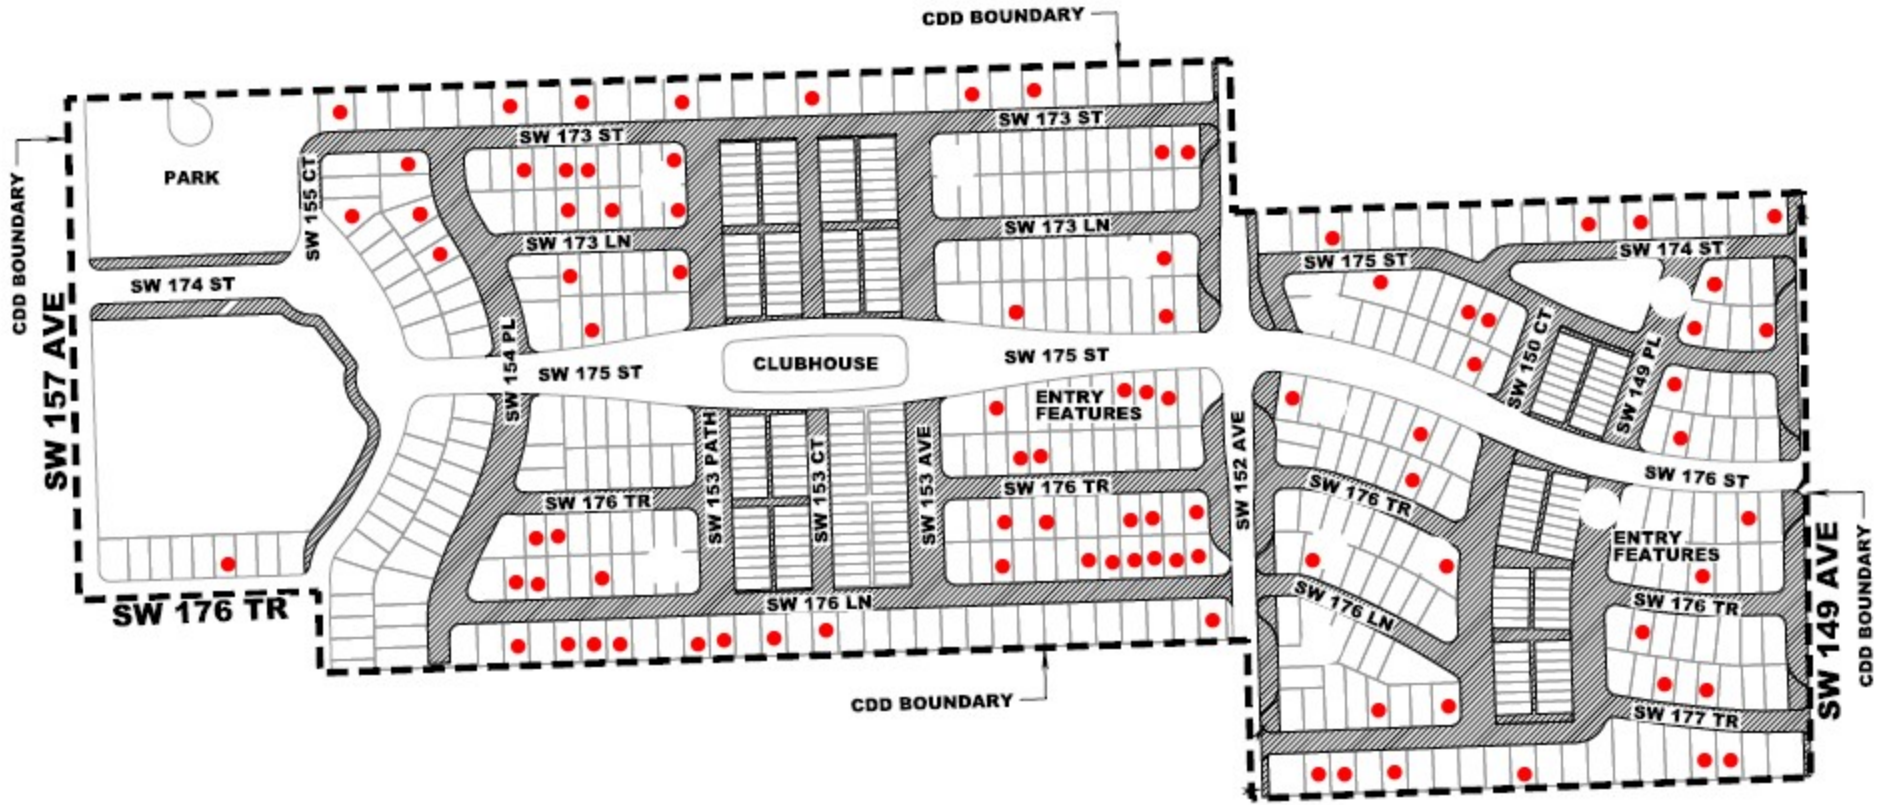 CDD BOUNDARY
SW 173 ST
SW 173 ST
PARK
SW 155 CT
CDD BOUNDARY
SW 173 LN
SW 173 LN
SW 174 ST
SW 175 ST
SW 174 ST
SW 157 AVE
SW 154 PL
SW 175 ST
CLUBHOUSE
SW 175 ST
SW 150 CT
SW 149 PL
ENTRY
FEATURES
SW 153 PATH
SW 153 CT
SW 153 AVE
SW 152 AVE
SW 176 ST
SW 176 TR
SW 176 TR
SW 176 TR
ENTRY
FEATURES
SW 149 AVE
CDD BOUNDARY
SW 176 TR
SW 176 LN
SW 176 LN
SW 176 TR
CDD BOUNDARY
SW 177 TR